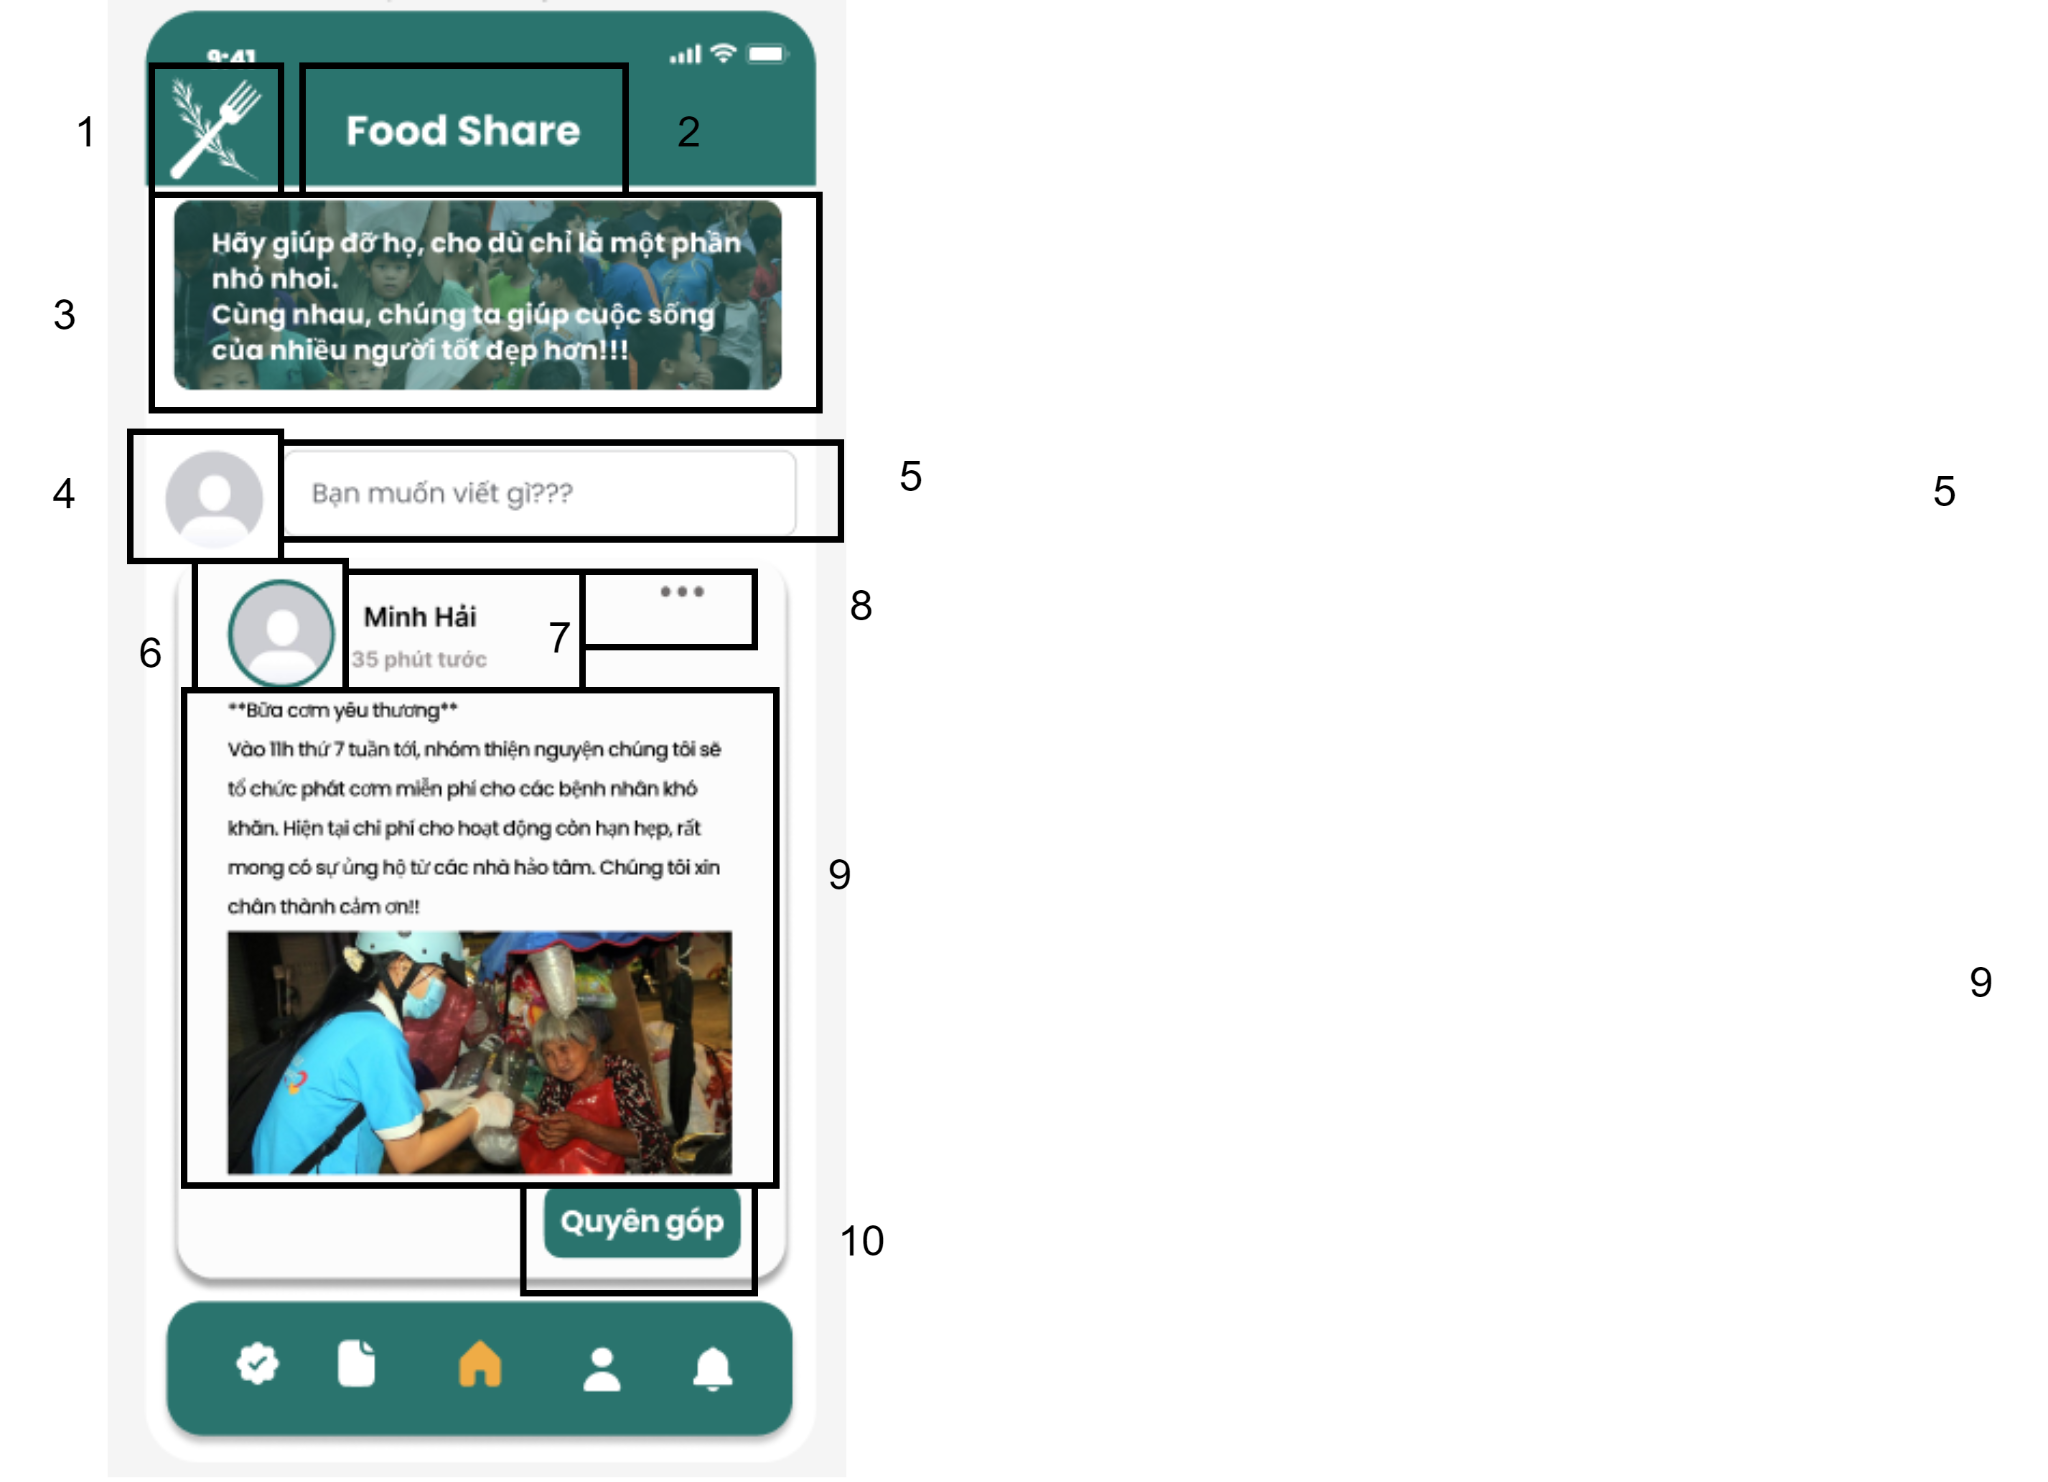 9:41
1
Food Share
2
Hãy giúp đỡ họ, cho dù chỉ là một phần
nhỏ nhoi.
3
Cùng nhau, chúng ta giúp cuộc sống
của nhiều người tốt đẹp hơn!!!
4
Bạn muốn viết gì???
5
5
6
Minh Hải
35 phút tước
7
8
**Bữa cơm yêu thương**
Vào 11h thứ 7 tuần tới, nhóm thiện nguyện chúng tôi sẽ
tổ chức phát cơm miễn phí cho các bệnh nhân khó
khăn. Hiện tại chi phí cho hoạt động còn hạn hẹp, rất
mong có sự ủng hộ từ các nhà hảo tâm. Chúng tôi xin
chân thành cảm ơn!!
9
9
Quyên góp
10